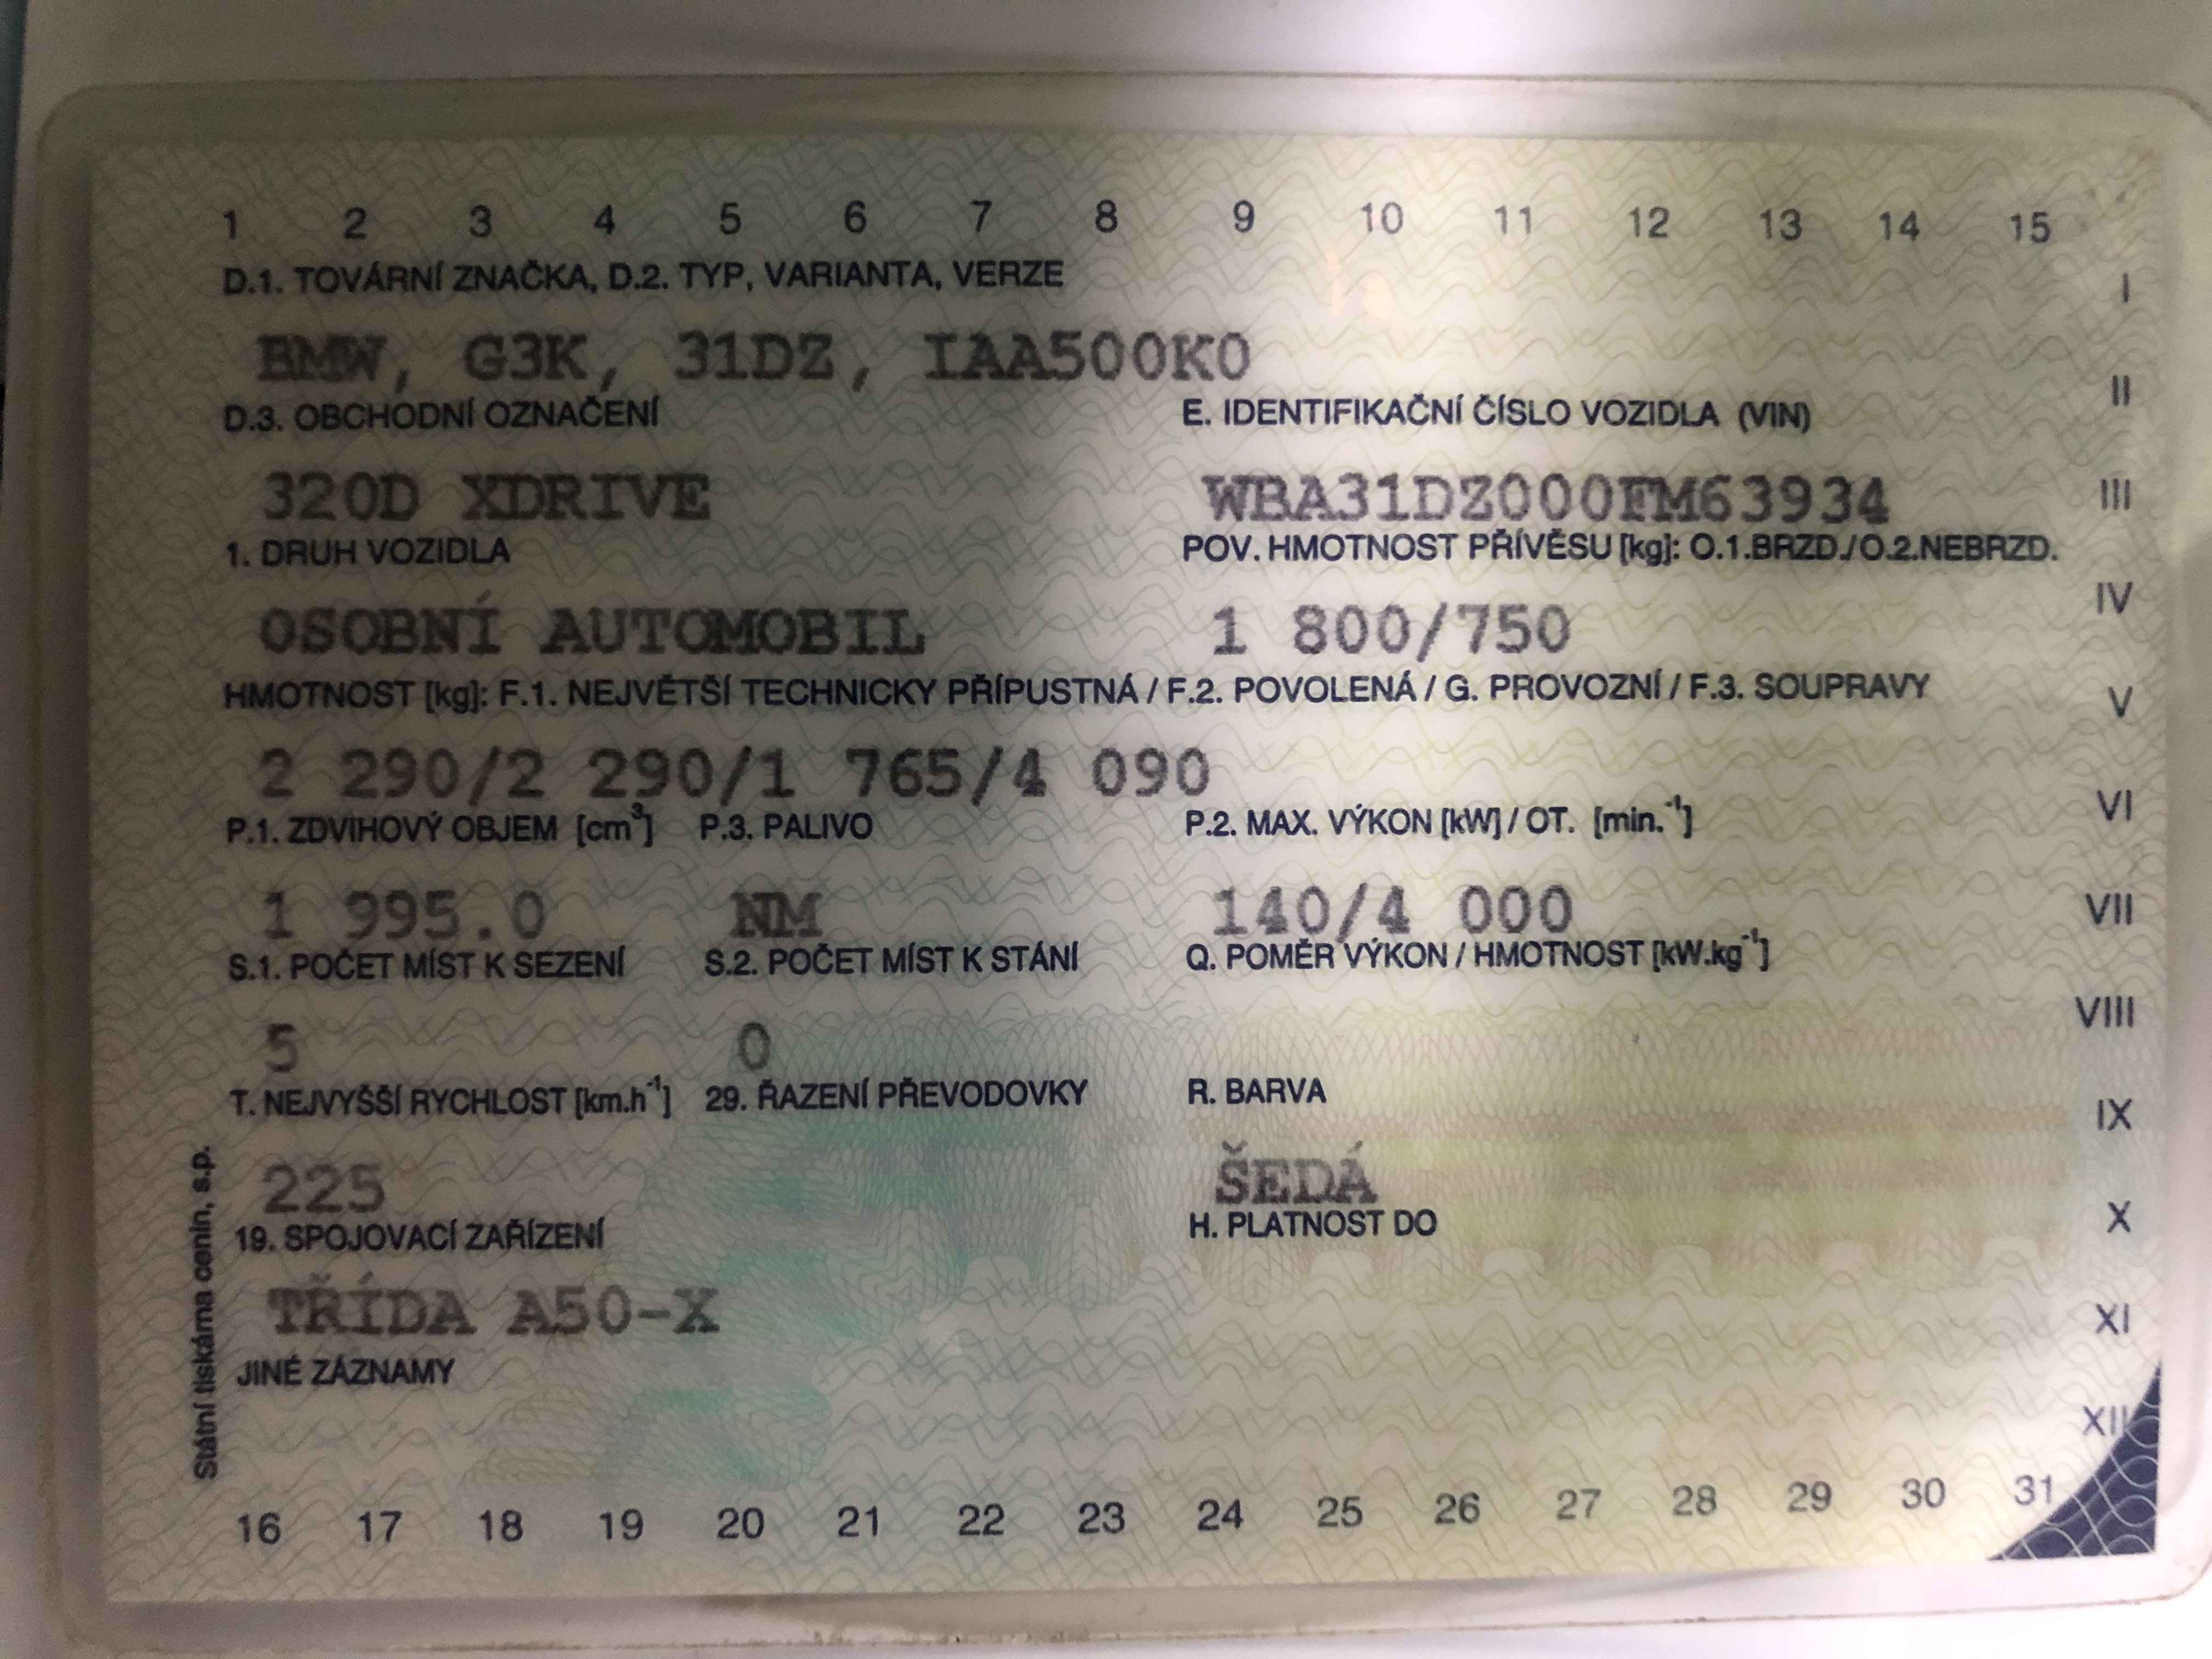 1 2 3 4 5 6 7 8 9 10 11 12 13 14 15
D.1. TOVÁRNÍ ZNAČKA, D.2. TYP, VARIANTA, VERZE
I
BMW, G3K, 31DZ, IAA500K0
D.3. OBCHODNÍ OZNAČENÍ E. IDENTIFIKAČNÍ ČÍSLO VOZIDLA (VIN)
II
320D XDRIVE WBA31DZ000FM63934
III
1. DRUH VOZIDLA POV. HMOTNOST PŘÍVĚSU [kg]: O.1.BRZD./O.2.NEBRZD.
OSOBNÍ AUTOMOBIL 1 800/750
IV
HMOTNOST [kg]: F.1. NEJVĚTŠÍ TECHNICKY PŘÍPUSTNÁ / F.2. POVOLENÁ / G. PROVOZNÍ / F.3. SOUPRAVY
V
2 290/2 290/1 765/4 090
P.1. ZDVIHOVÝ OBJEM [cm³] P.3. PALIVO P.2. MAX. VÝKON [kW] / OT. [min.⁻¹]
VI
1 995.0 NM 140/4 000
VII
S.1. POČET MÍST K SEZENÍ S.2. POČET MÍST K STÁNÍ Q. POMĚR VÝKON / HMOTNOST [kW.kg⁻¹]
VIII
5 0
T. NEJVYŠŠÍ RYCHLOST [km.h⁻¹] 29. ŘAZENÍ PŘEVODOVKY R. BARVA
IX
225 ŠEDÁ
19. SPOJOVACÍ ZAŘÍZENÍ H. PLATNOST DO
X
TŘÍDA A50-X
XI
JINÉ ZÁZNAMY
XII
Státní tiskárna cenin, s.p.
16 17 18 19 20 21 22 23 24 25 26 27 28 29 30 31